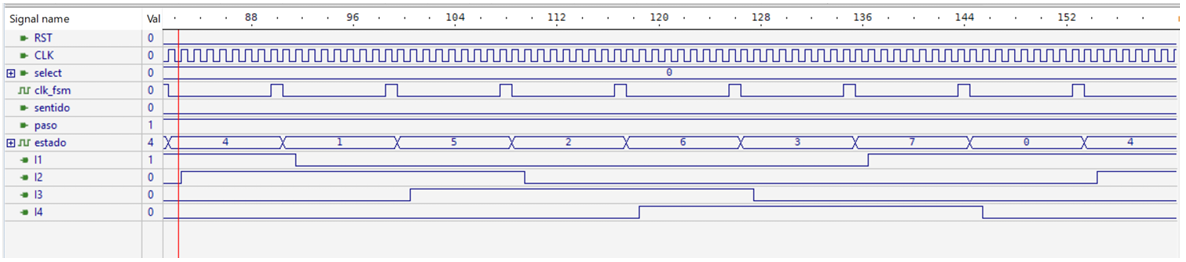 Signal name Val 88 96 104 112 120 128 136 144 152
RST 0
CLK 0
select 0 0
clk_fsm 0
sentido 0
paso 1
estado 4 4 1 5 2 6 3 7 0 4
l1 1
l2 0
l3 0
l4 0